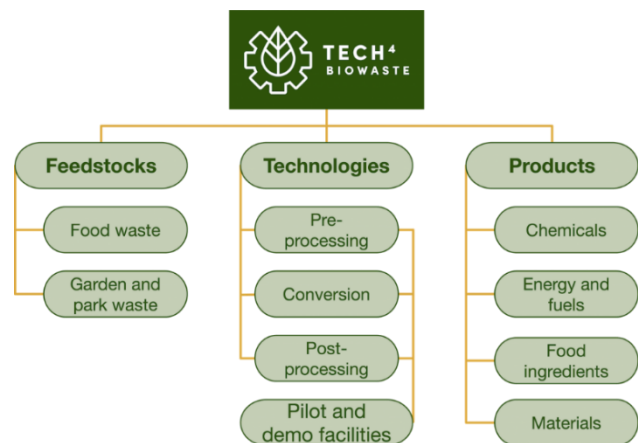 TECH⁴
BIOWASTE
Feedstocks
Technologies
Products
Food waste
Garden and
park waste
Pre-
processing
Conversion
Post-
processing
Pilot and
demo facilities
Chemicals
Energy and
fuels
Food
ingredients
Materials